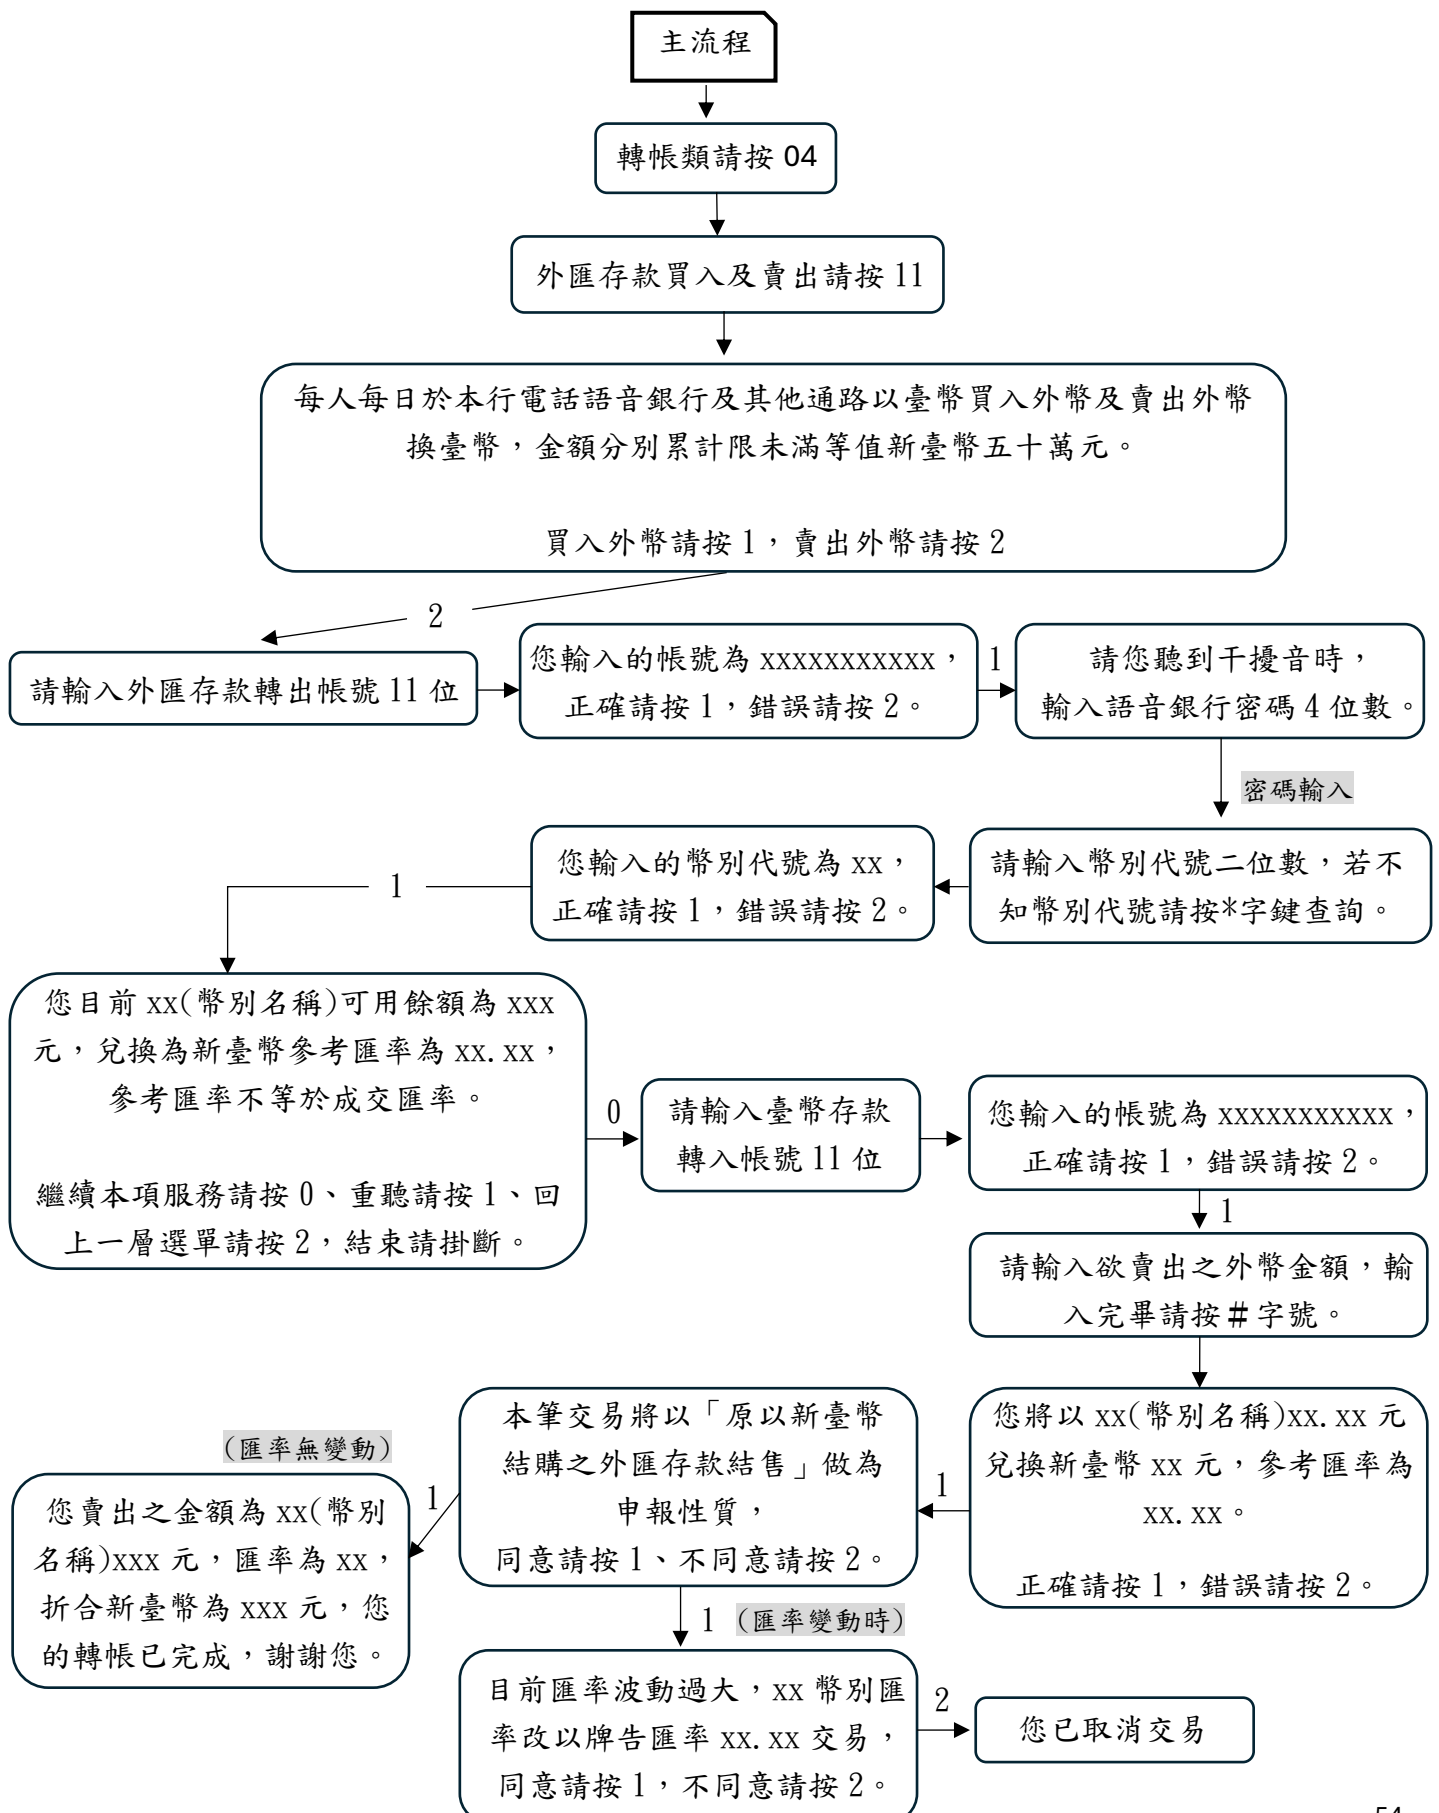 主流程
轉帳類請按 04
外匯存款買入及賣出請按 11
每人每日於本行電話語音銀行及其他通路以臺幣買入外幣及賣出外幣
換臺幣，金額分別累計限未滿等值新臺幣五十萬元。
買入外幣請按 1，賣出外幣請按 2
2
請輸入外匯存款轉出帳號 11 位
您輸入的帳號為 xxxxxxxxxxx，
正確請按 1，錯誤請按 2。
1
請您聽到干擾音時，
輸入語音銀行密碼 4 位數。
密碼輸入
請輸入幣別代號二位數，若不
知幣別代號請按*字鍵查詢。
您輸入的幣別代號為 xx，
正確請按 1，錯誤請按 2。
1
您目前 xx(幣別名稱)可用餘額為 xxx
元，兌換為新臺幣參考匯率為 xx.xx，
參考匯率不等於成交匯率。
繼續本項服務請按 0、重聽請按 1、回
上一層選單請按 2，結束請掛斷。
0
請輸入臺幣存款
轉入帳號 11 位
您輸入的帳號為 xxxxxxxxxxx，
正確請按 1，錯誤請按 2。
1
請輸入欲賣出之外幣金額，輸
入完畢請按＃字號。
您將以 xx(幣別名稱)xx.xx 元
兌換新臺幣 xx 元，參考匯率為
xx.xx。
正確請按 1，錯誤請按 2。
1
本筆交易將以「原以新臺幣
結購之外匯存款結售」做為
申報性質，
同意請按 1、不同意請按 2。
(匯率無變動)
1
您賣出之金額為 xx(幣別
名稱)xxx 元，匯率為 xx，
折合新臺幣為 xxx 元，您
的轉帳已完成，謝謝您。
1 (匯率變動時)
目前匯率波動過大，xx 幣別匯
率改以牌告匯率 xx.xx 交易，
同意請按 1，不同意請按 2。
2
您已取消交易